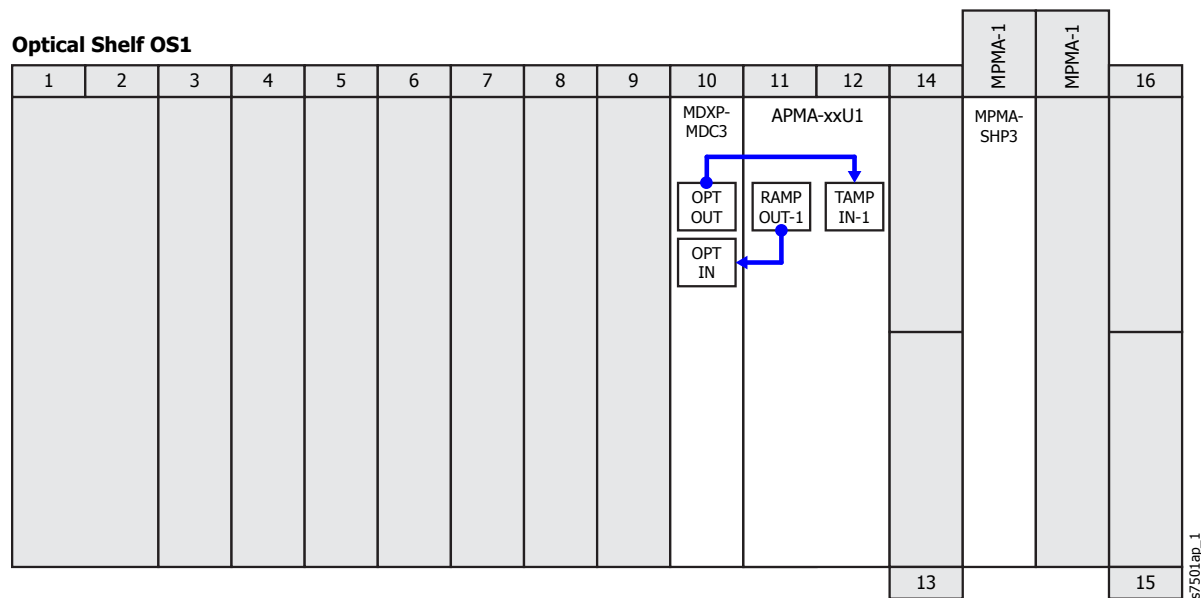 Optical Shelf OS1
MPMA-1
MPMA-1
1 2 3 4 5 6 7 8 9 10 11 12 14 16
MDXP-
MDC3
APMA-xxU1
MPMA-
SHP3
OPT
OUT
RAMP
OUT-1
TAMP
IN-1
OPT
IN
13 15
s7501ap_1